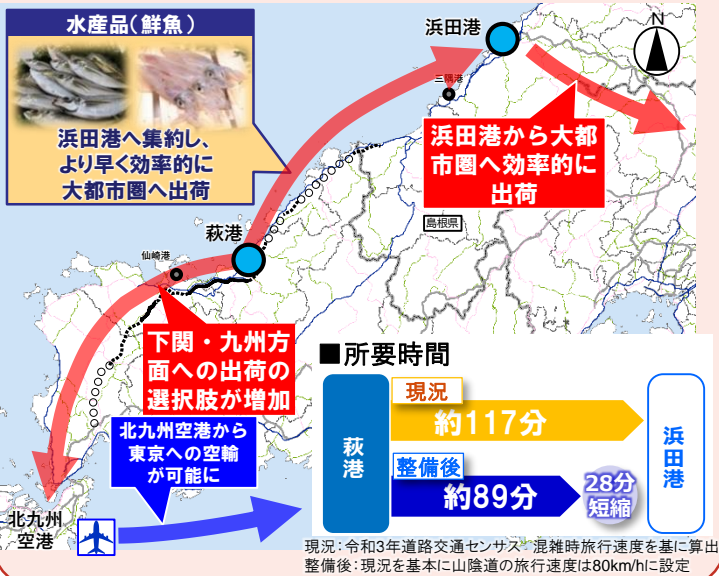 水産品（鮮魚）
浜田港へ集約し、
より早く効率的に
大都市圏へ出荷
浜田港
三隅港
N
浜田港から大都
市圏へ効率的に
出荷
島根県
萩港
仙崎港
下関・九州方
面への出荷の
選択肢が増加
北九州空港から
東京への空輸
が可能に
北九州
空港
■所要時間
萩港
現況
約117分
整備後
約89分
28分
短縮
浜田港
現況：令和3年道路交通センサス 混雑時旅行速度を基に算出
整備後：現況を基本に山陰道の旅行速度は80km/hに設定